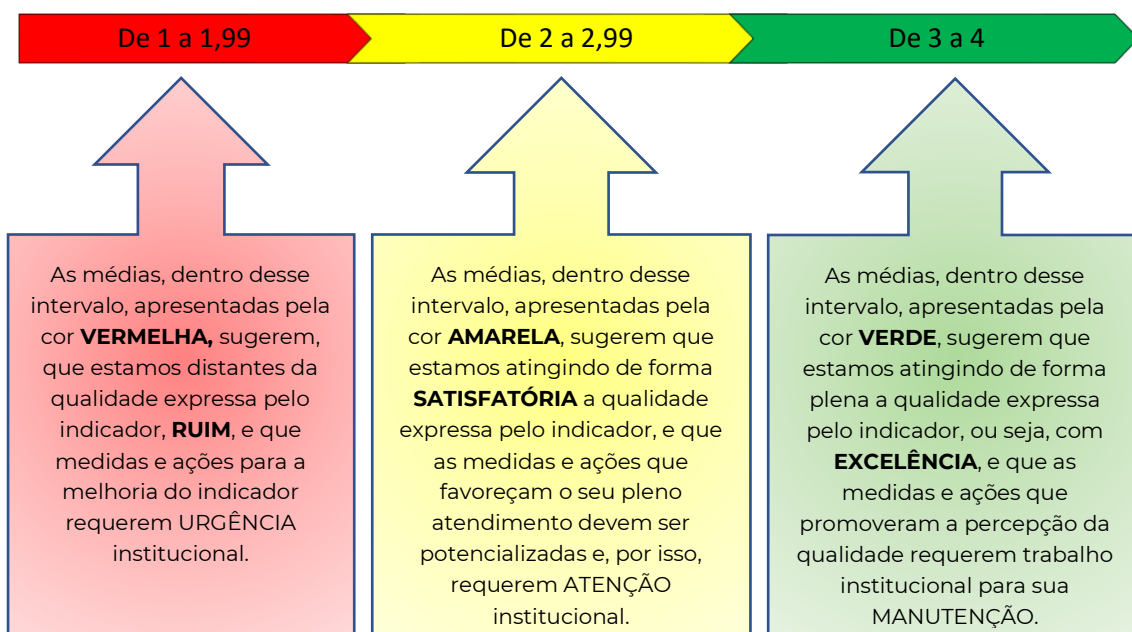 De 1 a 1,99
De 2 a 2,99
De 3 a 4
As médias, dentro desse
intervalo, apresentadas pela
cor VERMELHA, sugerem,
que estamos distantes da
qualidade expressa pelo
indicador, RUIM, e que
medidas e ações para a
melhoria do indicador
requerem URGÊNCIA
institucional.
As médias, dentro desse
intervalo, apresentadas pela
cor AMARELA, sugerem que
estamos atingindo de forma
SATISFATÓRIA a qualidade
expressa pelo indicador, e que
as medidas e ações que
favoreçam o seu pleno
atendimento devem ser
potencializadas e, por isso,
requerem ATENÇÃO
institucional.
As médias, dentro desse
intervalo, apresentadas pela
cor VERDE, sugerem que
estamos atingindo de forma
plena a qualidade expressa
pelo indicador, ou seja, com
EXCELÊNCIA, e que as
medidas e ações que
promoveram a percepção da
qualidade requerem trabalho
institucional para sua
MANUTENÇÃO.